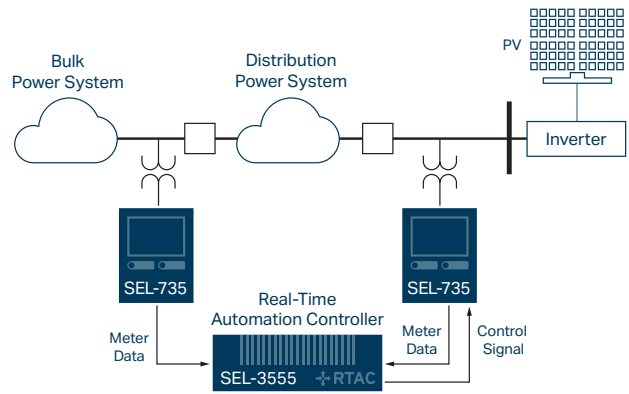 PV
Bulk
Power System
Distribution
Power System
Inverter
SEL-735
SEL-735
Real-Time
Automation Controller
Meter
Data
Meter
Data
Control
Signal
SEL-3555
RTAC